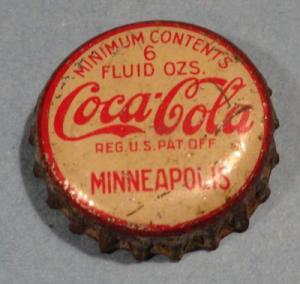 MINIMUM CONTENTS
6
FLUID OZS.
Coca-Cola
REG. U.S. PAT. OFF
MINNEAPOLIS